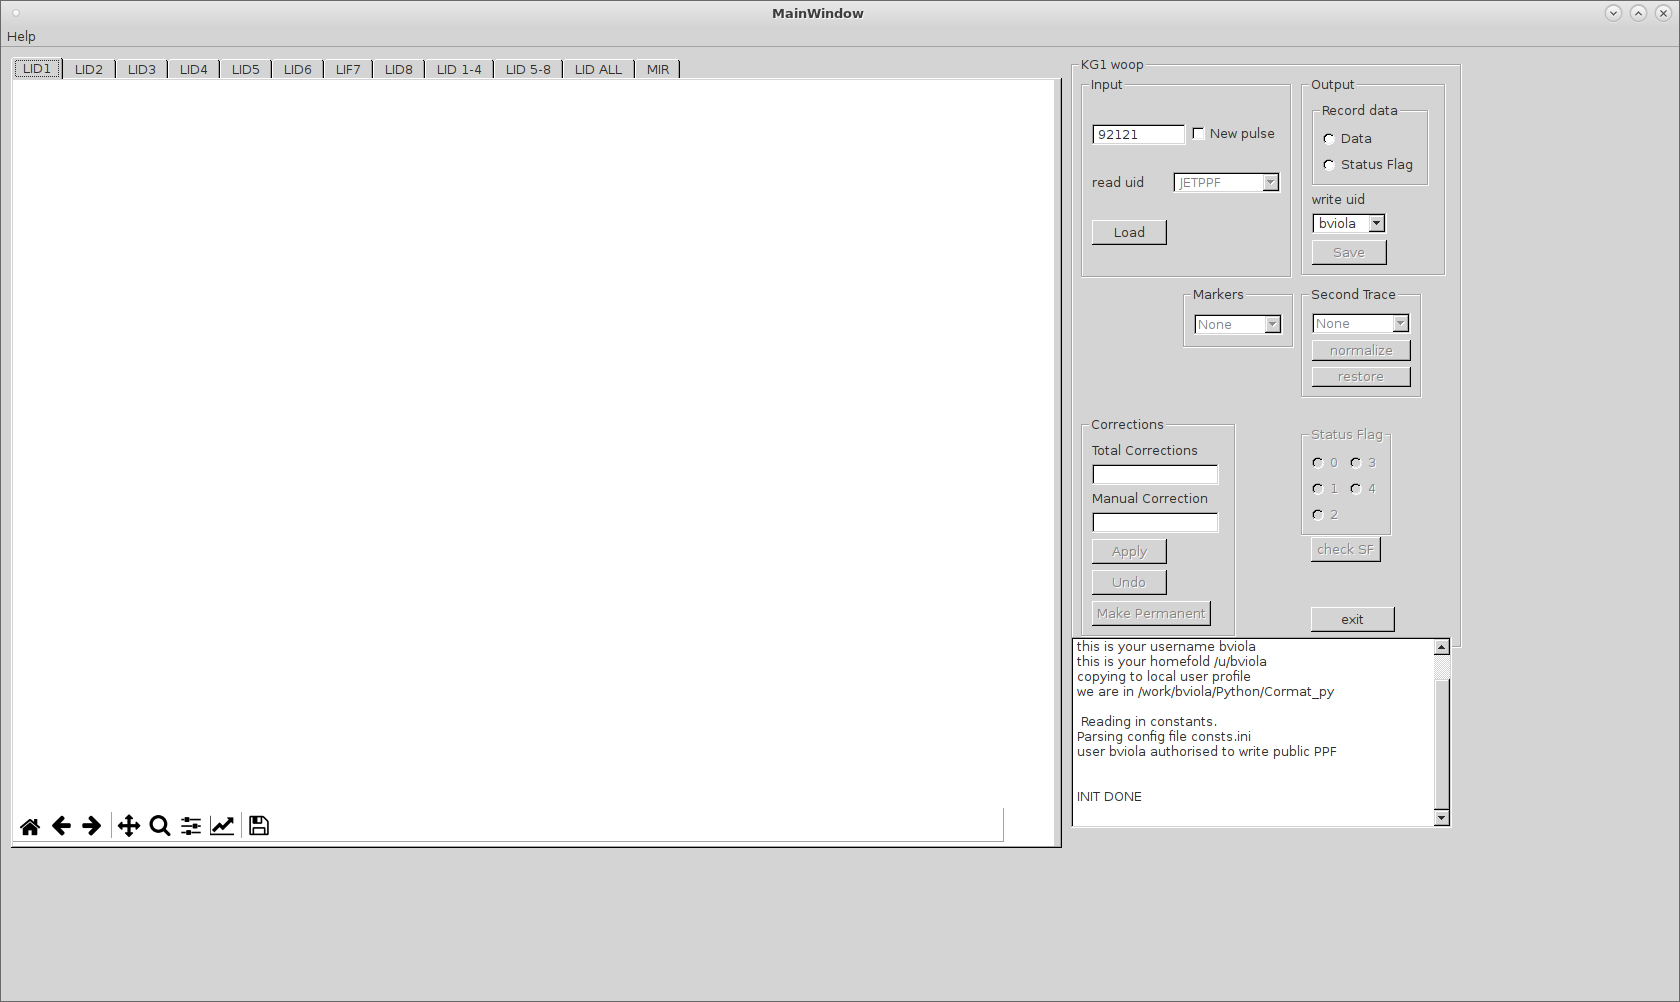 MainWindow
Help
LID1 LID2 LID3 LID4 LID5 LID6 LIF7 LID8 LID 1-4 LID 5-8 LID ALL MIR
KG1 woop
Input
92121 New pulse
read uid JETPPF
Load
Output
Record data
Data
Status Flag
write uid
bviola
Save
Markers
None
Second Trace
None
normalize
restore
Corrections
Total Corrections
Manual Correction
Apply
Undo
Make Permanent
Status Flag
0 3
1 4
2
check SF
exit
this is your username bviola
this is your homefold /u/bviola
copying to local user profile
we are in /work/bviola/Python/Cormat_py
Reading in constants.
Parsing config file consts.ini
user bviola authorised to write public PPF
INIT DONE